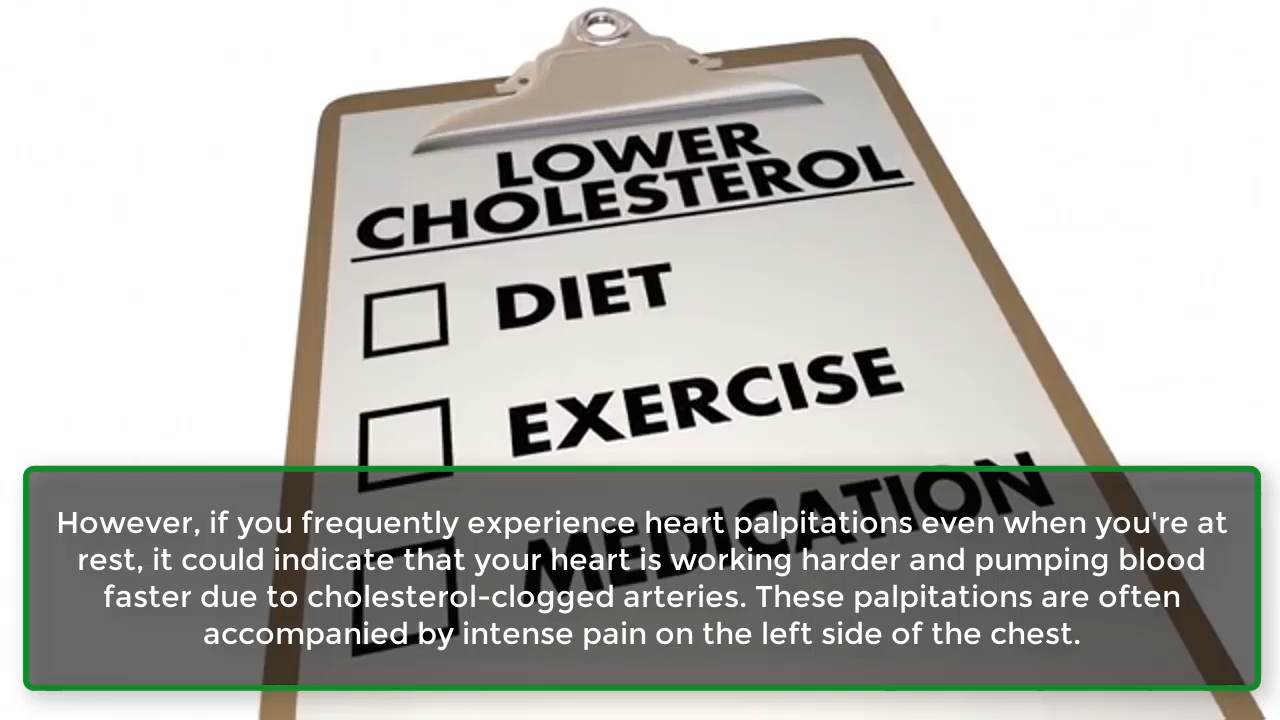 LOWER
CHOLESTEROL
DIET
EXERCISE
MEDICATION
However, if you frequently experience heart palpitations even when you're at
rest, it could indicate that your heart is working harder and pumping blood
faster due to cholesterol-clogged arteries. These palpitations are often
accompanied by intense pain on the left side of the chest.